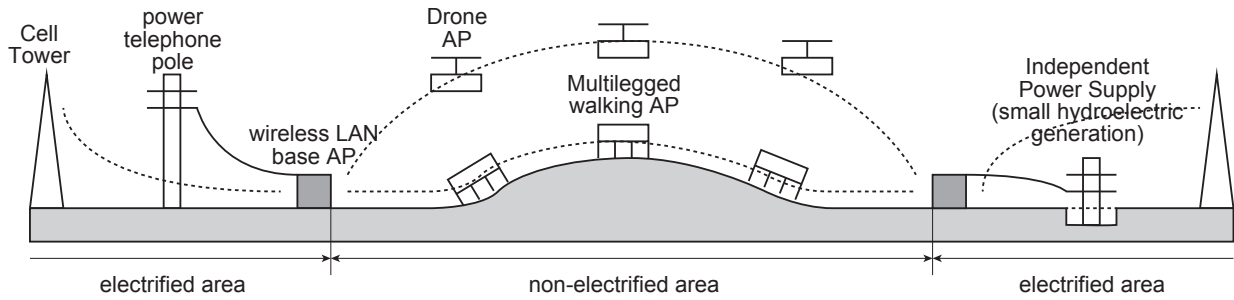 Cell
Tower
power
telephone
pole
wireless LAN
base AP
Drone
AP
Multilegged
walking AP
Independent
Power Supply
(small hydroelectric
generation)
electrified area
non-electrified area
electrified area